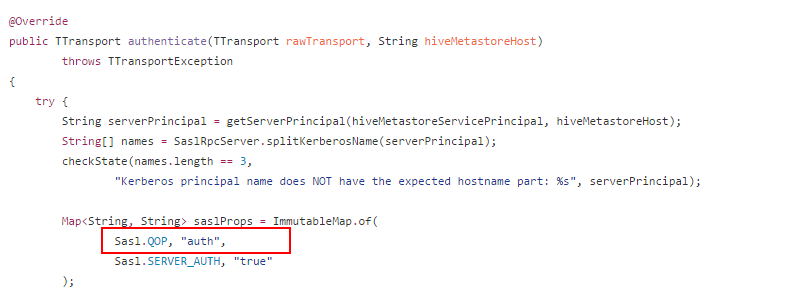 @Override
public TTransport authenticate(TTransport rawTransport, String hiveMetastoreHost)
throws TTransportException
{
try {
String serverPrincipal = getServerPrincipal(hiveMetastoreServicePrincipal, hiveMetastoreHost);
String[] names = SaslRpcServer.splitKerberosName(serverPrincipal);
checkState(names.length == 3,
"Kerberos principal name does NOT have the expected hostname part: %s", serverPrincipal);
Map<String, String> saslProps = ImmutableMap.of(
Sasl.QOP, "auth",
Sasl.SERVER_AUTH, "true"
);